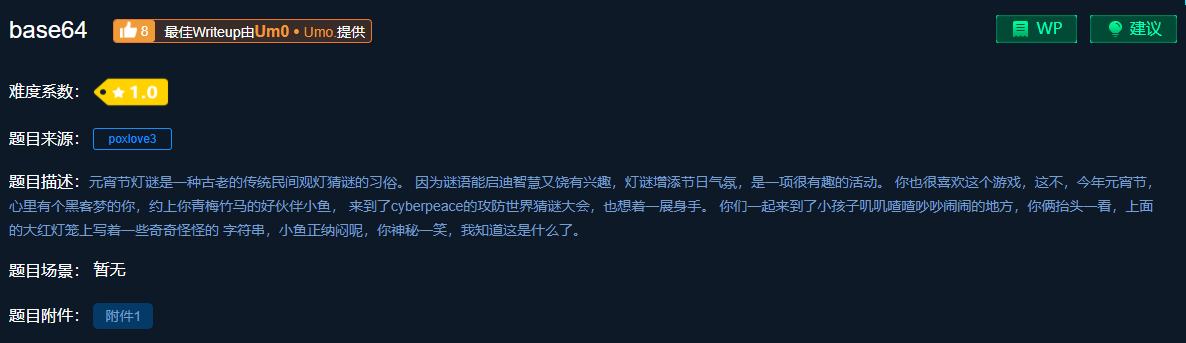 base64 8 最佳Writeup由Um0 • Umo.提供 WP 建议
难度系数： 1.0
题目来源： poxlove3
题目描述：元宵节灯谜是一种古老的传统民间观灯猜谜的习俗。 因为谜语能启迪智慧又饶有兴趣，灯谜增添节日气氛，是一项很有趣的活动。 你也很喜欢这个游戏，这不，今年元宵节，
心里有个黑客梦的你，约上你青梅竹马的好伙伴小鱼， 来到了cyberpeace的攻防世界猜谜大会，也想着一展身手。 你们一起来到了小孩子叽叽喳喳吵吵闹闹的地方，你俩抬头一看，上面
的大红灯笼上写着一些奇奇怪怪的 字符串，小鱼正纳闷呢，你神秘一笑，我知道这是什么了。
题目场景： 暂无
题目附件： 附件1